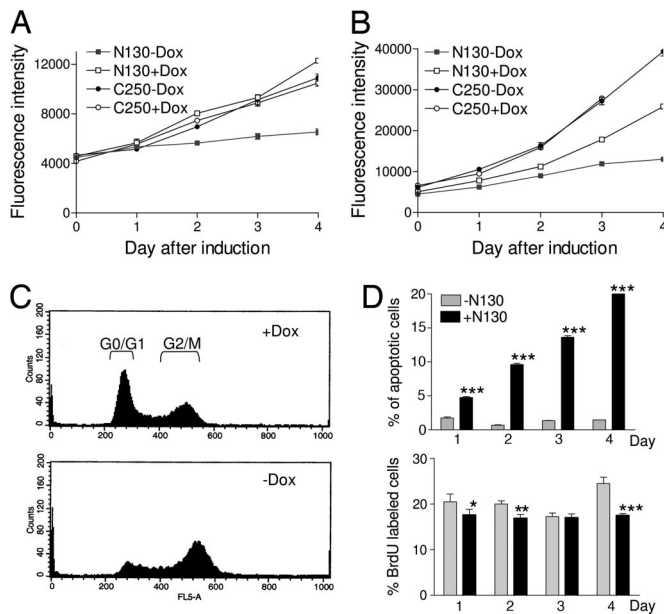 A
Fluorescence intensity
12000
8000
4000
0
N130-Dox
N130+Dox
C250-Dox
C250+Dox
0 1 2 3 4
Day after induction
B
Fluorescence intensity
40000
30000
20000
10000
0
N130-Dox
N130+Dox
C250-Dox
C250+Dox
0 1 2 3 4
Day after induction
C
Counts
200
160
120
80
40
0
G0/G1 G2/M
+Dox
0 200 400 600 800 1000
Counts
200
160
120
80
40
0
-Dox
0 200 400 600 800 1000
FL5-A
D
% of apoptotic cells
20
15
10
5
0
-N130
+N130
*** *** *** ***
1 2 3 4 Day
% BrdU labeled cells
30
20
10
0
* ** ***
1 2 3 4 Day